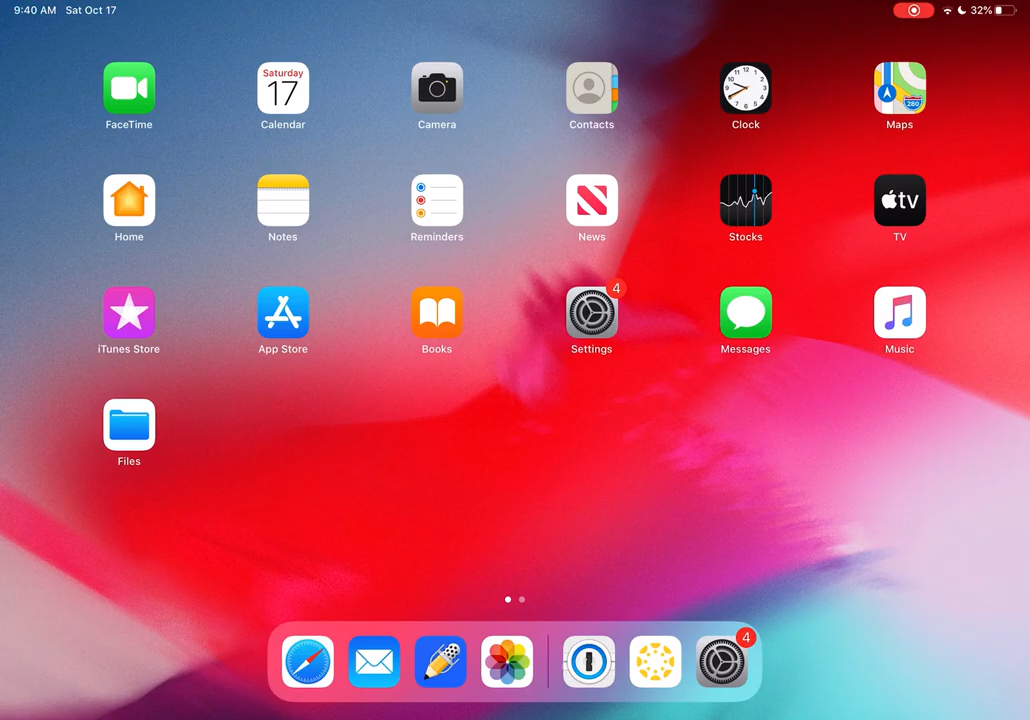 9:40 AM Sat Oct 17
32%
FaceTime
Saturday
17
Calendar
Camera
Contacts
Clock
280
Maps
Home
Notes
Reminders
News
Stocks
tv
TV
iTunes Store
App Store
Books
4
Settings
Messages
Music
Files
4